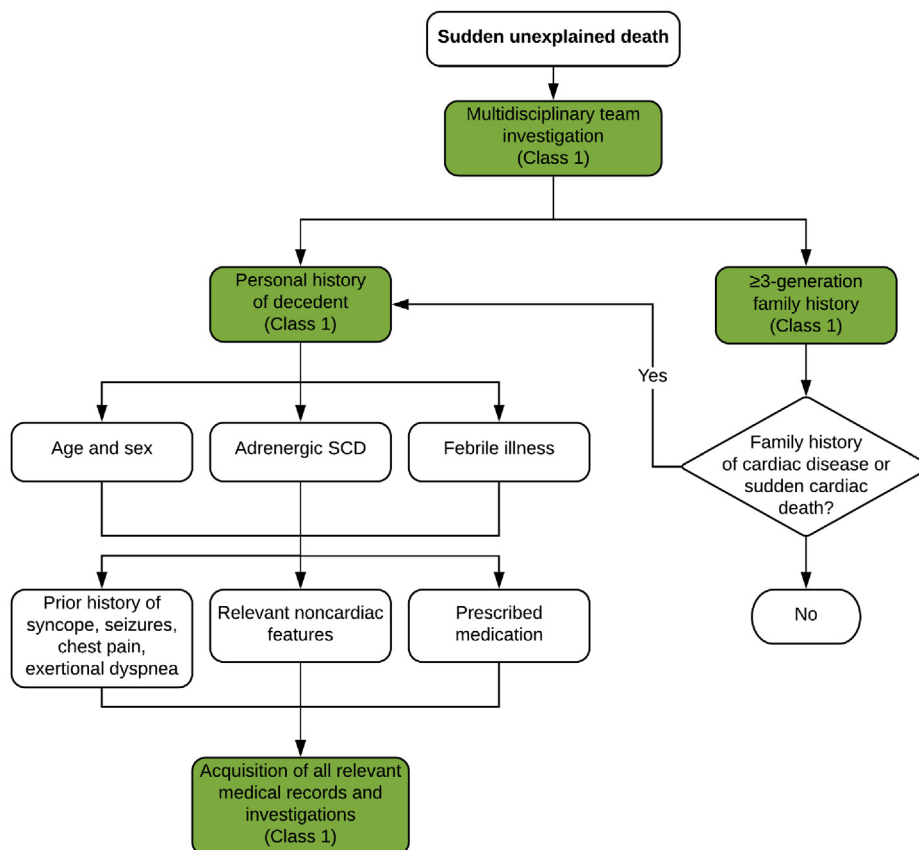 Sudden unexplained death
Multidisciplinary team
investigation
(Class 1)
Personal history
of decedent
(Class 1)
≥3-generation
family history
(Class 1)
Yes
Age and sex
Adrenergic SCD
Febrile illness
Family history
of cardiac disease or
sudden cardiac
death?
Prior history of
syncope, seizures,
chest pain,
exertional dyspnea
Relevant noncardiac
features
Prescribed
medication
No
Acquisition of all relevant
medical records and
investigations
(Class 1)